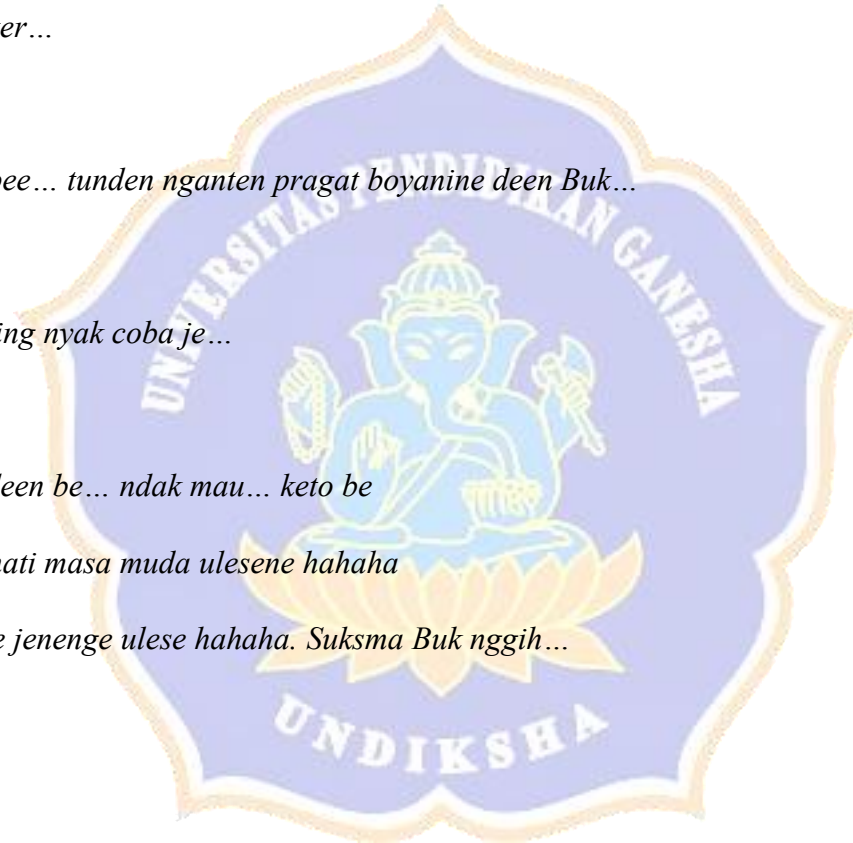 er…
ee… tunden nganten pragat boyanine deen Buk…
UNIVERSITAS PENDIDIKAN GANESHA
ing nyak coba je…
een be… ndak mau… keto be
ati masa muda ulesene hahaha
e jenenge ulese hahaha. Suksma Buk nggih…
UNDIKSHA